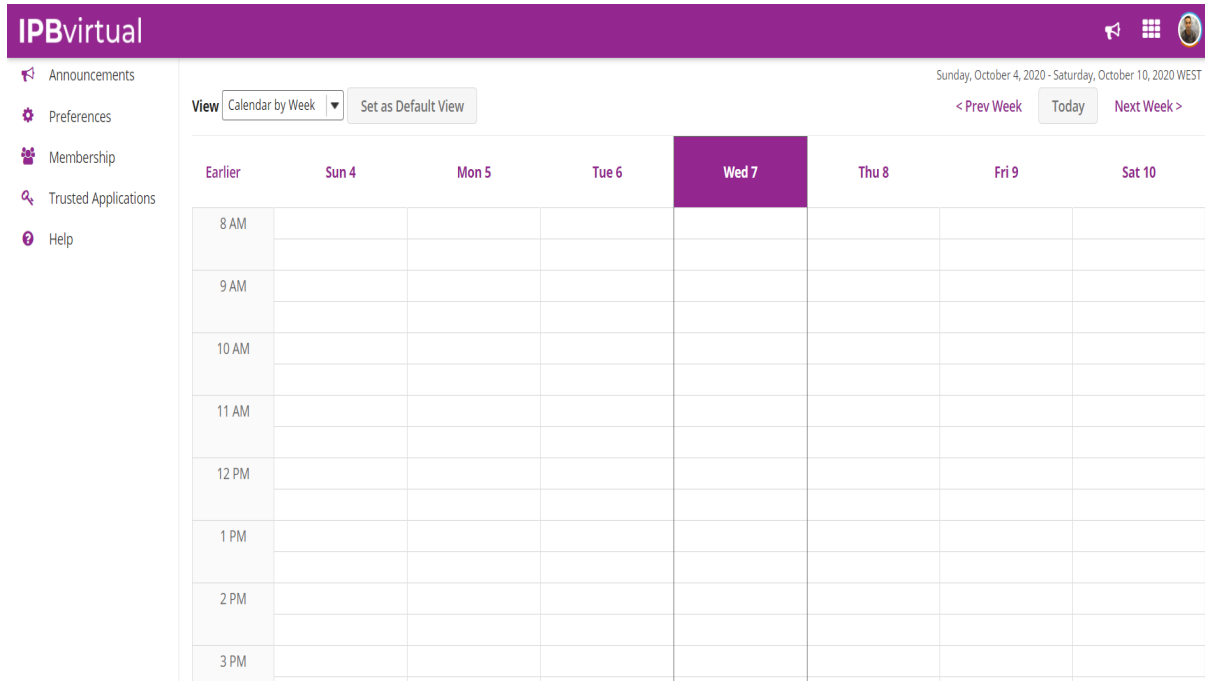 IPBvirtual
Announcements
Preferences
Membership
Trusted Applications
Help
Sunday, October 4, 2020 - Saturday, October 10, 2020 WEST
View Calendar by Week Set as Default View < Prev Week Today Next Week >
Earlier Sun 4 Mon 5 Tue 6 Wed 7 Thu 8 Fri 9 Sat 10
8 AM
9 AM
10 AM
11 AM
12 PM
1 PM
2 PM
3 PM